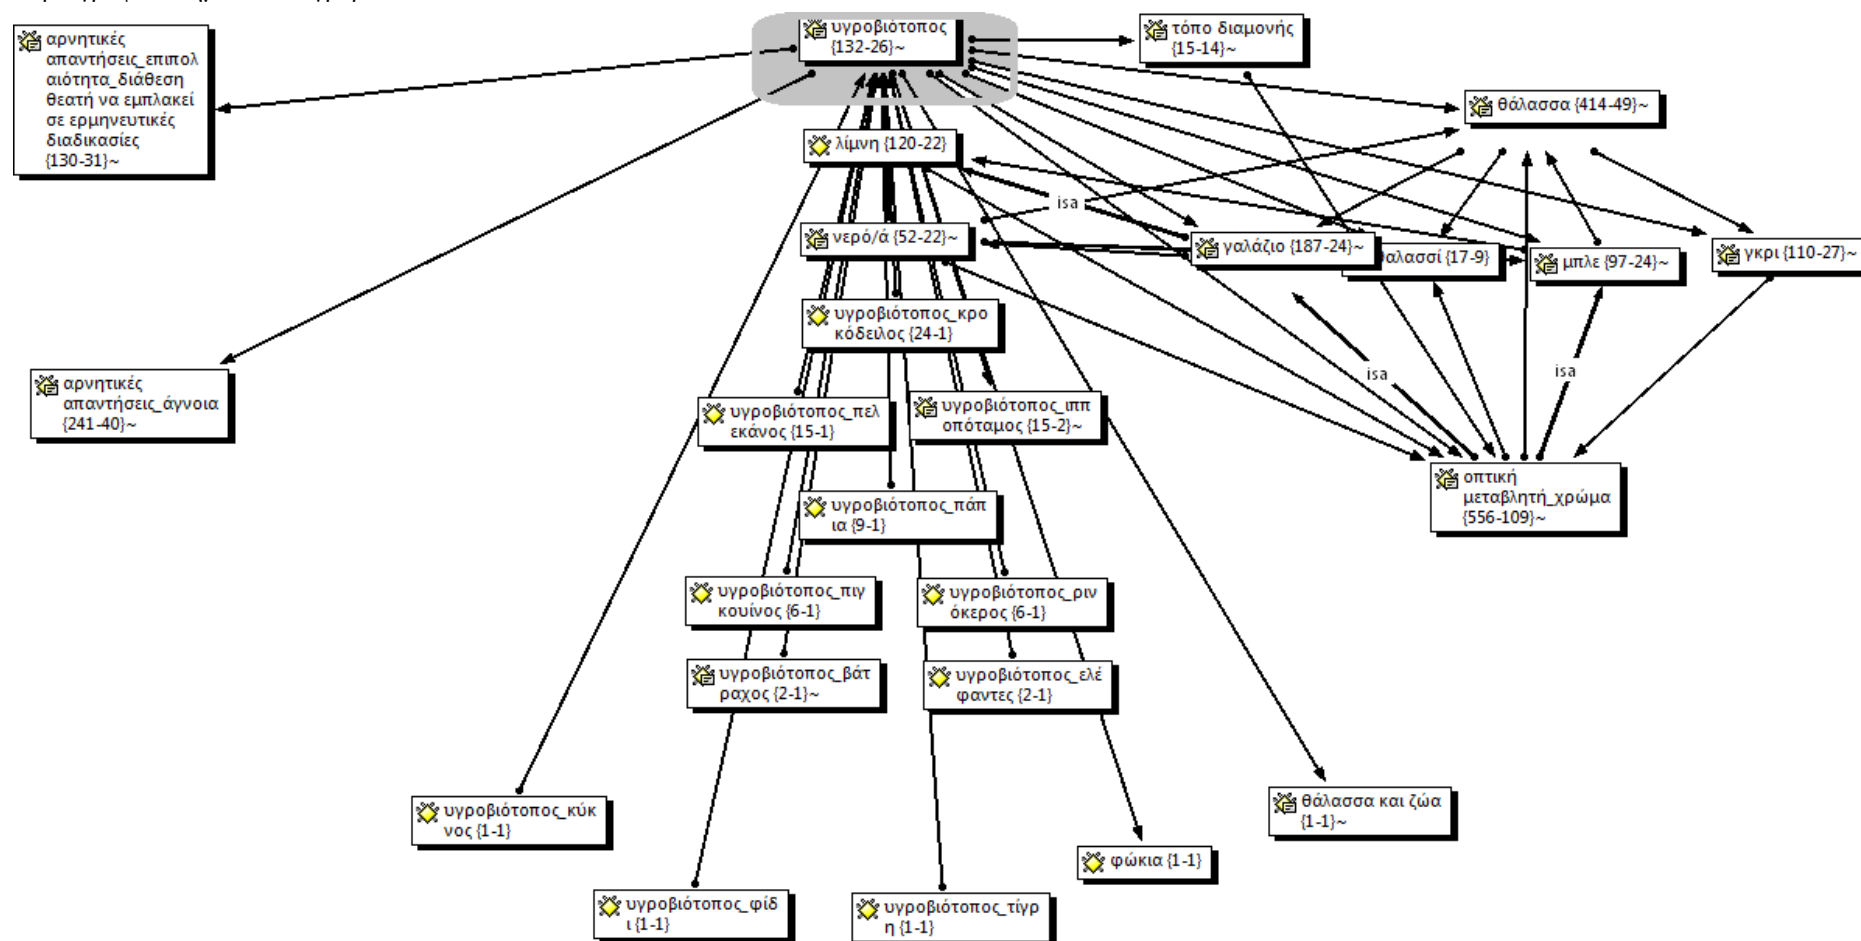 υγροβιότοπος
{132-26}~
τόπο διαμονής
{15-14}~
αρνητικές
απαντήσεις_επιπολ
αιότητα_διάθεση
θεατή να εμπλακεί
σε ερμηνευτικές
διαδικασίες
{130-31}~
θάλασσα {414-49}~
λίμνη {120-22}
isa
νερό/ά {52-22}~
γαλάζιο {187-24}~
θαλασσί {17-9}
μπλε {97-24}~
γκρι {110-27}~
υγροβιότοπος_κρο
κόδειλος {24-1}
isa
isa
αρνητικές
απαντήσεις_άγνοια
{241-40}~
υγροβιότοπος_πελ
εκάνος {15-1}
υγροβιότοπος_ιππ
οπόταμος {15-2}~
οπτική
μεταβλητή_χρώμα
{556-109}~
υγροβιότοπος_πάπ
ια {9-1}
υγροβιότοπος_πιγ
κουίνος {6-1}
υγροβιότοπος_ριν
όκερος {6-1}
υγροβιότοπος_βάτ
ραχος {2-1}~
υγροβιότοπος_ελέ
φαντες {2-1}
υγροβιότοπος_κύκ
νος {1-1}
θάλασσα και ζώα
{1-1}~
φώκια {1-1}
υγροβιότοπος_φίδ
ι {1-1}
υγροβιότοπος_τίγρ
η {1-1}